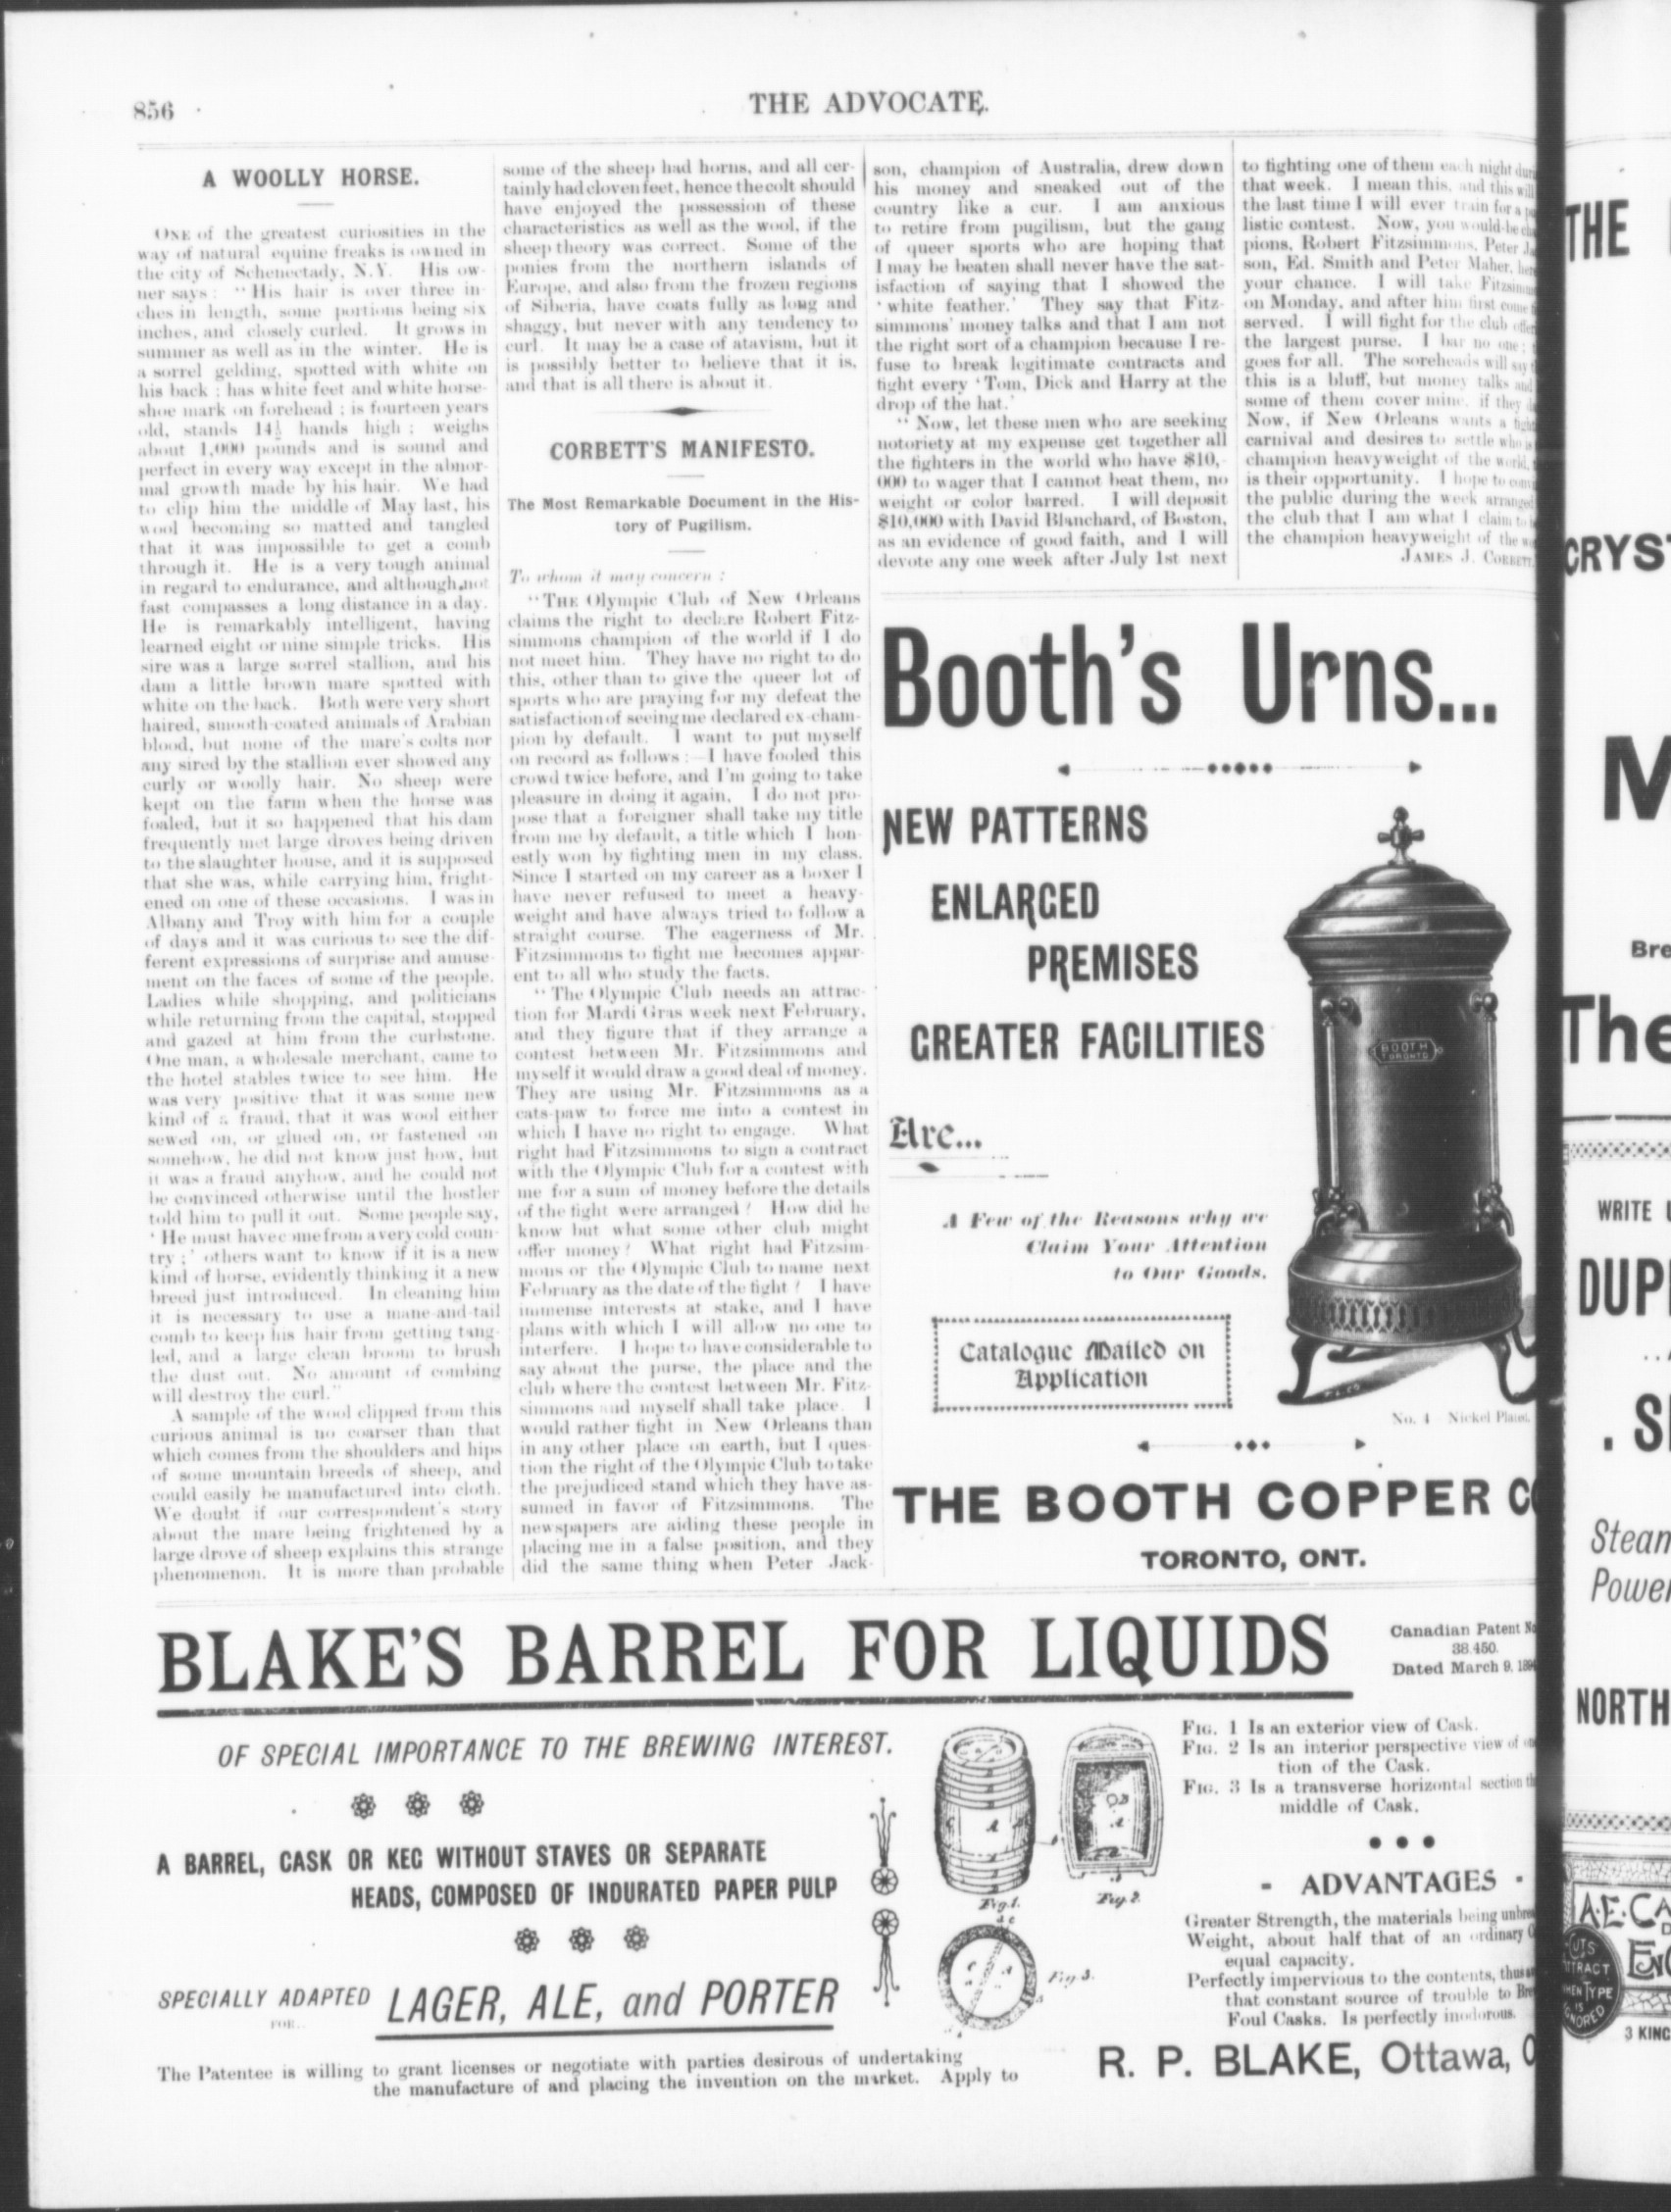 856
THE ADVOCATE.
A WOOLLY HORSE.
ONE of the greatest curiosities in the
way of natural equine freaks is owned in
the city of Schenectady, N.Y. His ow-
ner says : "His hair is over three in-
ches in length, some portions being six
inches, and closely curled. It grows in
summer as well as in the winter. He is
a sorrel gelding, spotted with white on
his back ; has white feet and white horse-
shoe mark on forehead ; is fourteen years
old, stands 14½ hands high ; weighs
about 1,000 pounds and is sound and
perfect in every way except in the abnor-
mal growth made by his hair. We had
to clip him the middle of May last, his
wool becoming so matted and tangled
that it was impossible to get a comb
through it. He is a very tough animal
in regard to endurance, and although not
fast compasses a long distance in a day.
He is remarkably intelligent, having
learned eight or nine simple tricks. His
sire was a large sorrel stallion, and his
dam a little brown mare spotted with
white on the back. Both were very short
haired, smooth-coated animals of Arabian
blood, but none of the mare's colts nor
any sired by the stallion ever showed any
curly or woolly hair. No sheep were
kept on the farm when the horse was
foaled, but it so happened that his dam
frequently met large droves being driven
to the slaughter house, and it is supposed
that she was, while carrying him, fright-
ened on one of these occasions. I was in
Albany and Troy with him for a couple
of days and it was curious to see the dif-
ferent expressions of surprise and amuse-
ment on the faces of some of the people.
Ladies while shopping, and politicians
while returning from the capital, stopped
and gazed at him from the curbstone.
One man, a wholesale merchant, came to
the hotel stables twice to see him. He
was very positive that it was some new
kind of a fraud, that it was wool either
sewed on, or glued on, or fastened on
somehow, he did not know just how, but
it was a fraud anyhow, and he could not
be convinced otherwise until the hostler
told him to pull it out. Some people say,
'He must have come from a very cold coun-
try ;' others want to know if it is a new
kind of horse, evidently thinking it a new
breed just introduced. In cleaning him
it is necessary to use a mane-and-tail
comb to keep his hair from getting tang-
led, and a large clean broom to brush
the dust out. No amount of combing
will destroy the curl."
A sample of the wool clipped from this
curious animal is no coarser than that
which comes from the shoulders and hips
of some mountain breeds of sheep, and
could easily be manufactured into cloth.
We doubt if our correspondent's story
about the mare being frightened by a
large drove of sheep explains this strange
phenomenon. It is more than probable
some of the sheep had horns, and all cer-
tainly had cloven feet, hence the colt should
have enjoyed the possession of these
characteristics as well as the wool, if the
sheep theory was correct. Some of the
ponies from the northern islands of
Europe, and also from the frozen regions
of Siberia, have coats fully as long and
shaggy, but never with any tendency to
curl. It may be a case of atavism, but it
is possibly better to believe that it is,
and that is all there is about it.
CORBETT'S MANIFESTO.
The Most Remarkable Document in the His-
tory of Pugilism.
To whom it may concern :
"THE Olympic Club of New Orleans
claims the right to declare Robert Fitz-
simmons champion of the world if I do
not meet him. They have no right to do
this, other than to give the queer lot of
sports who are praying for my defeat the
satisfaction of seeing me declared ex-cham-
pion by default. I want to put myself
on record as follows :—I have fooled this
crowd twice before, and I'm going to take
pleasure in doing it again. I do not pro-
pose that a foreigner shall take my title
from me by default, a title which I hon-
estly won by fighting men in my class.
Since I started on my career as a boxer I
have never refused to meet a heavy-
weight and have always tried to follow a
straight course. The eagerness of Mr.
Fitzsimmons to fight me becomes appar-
ent to all who study the facts.
"The Olympic Club needs an attrac-
tion for Mardi Gras week next February,
and they figure that if they arrange a
contest between Mr. Fitzsimmons and
myself it would draw a good deal of money.
They are using Mr. Fitzsimmons as a
cats-paw to force me into a contest in
which I have no right to engage. What
right had Fitzsimmons to sign a contract
with the Olympic Club for a contest with
me for a sum of money before the details
of the fight were arranged? How did he
know but what some other club might
offer money? What right had Fitzsim-
mons or the Olympic Club to name next
February as the date of the fight? I have
immense interests at stake, and I have
plans with which I will allow no one to
interfere. I hope to have considerable to
say about the purse, the place and the
club where the contest between Mr. Fitz-
simmons and myself shall take place. I
would rather fight in New Orleans than
in any other place on earth, but I ques-
tion the right of the Olympic Club to take
the prejudiced stand which they have as-
sumed in favor of Fitzsimmons. The
newspapers are aiding these people in
placing me in a false position, and they
did the same thing when Peter Jack-
son, champion of Australia, drew down
his money and sneaked out of the
country like a cur. I am anxious
to retire from pugilism, but the gang
of queer sports who are hoping that
I may be beaten shall never have the sat-
isfaction of saying that I showed the
'white feather.' They say that Fitz-
simmons' money talks and that I am not
the right sort of a champion because I re-
fuse to break legitimate contracts and
fight every 'Tom, Dick and Harry at the
drop of the hat.'
"Now, let these men who are seeking
notoriety at my expense get together all
the fighters in the world who have $10,-
000 to wager that I cannot beat them, no
weight or color barred. I will deposit
$10,000 with David Blanchard, of Boston,
as an evidence of good faith, and I will
devote any one week after July 1st next
to fighting one of them each night
that week. I mean this, and this will
the last time I will ever train for a
listic contest. Now, you would-be
pions, Robert Fitzsimmons, Peter
son, Ed. Smith and Peter Maher,
your chance. I will take
on Monday, and after him first come
served. I will fight for the club
the largest purse. I bar no one ;
goes for all. The soreheads will say
this is a bluff, but money talks and
some of them cover mine, if they
Now, if New Orleans wants a
carnival and desires to settle who
champion heavyweight of the world,
is their opportunity. I hope to
the public during the week arranged
the club that I am what I claim to
the champion heavyweight of the
JAMES J. CORBETT.
Booth's Urns...
NEW PATTERNS
ENLARGED
PREMISES
GREATER FACILITIES
Are...
A Few of the Reasons why we
Claim Your Attention
to Our Goods.
Catalogue Mailed on
Application
BOOTH
TORONTO
No. 4 Nickel Plated.
THE BOOTH COPPER
TORONTO, ONT.
BLAKE'S BARREL FOR LIQUIDS
Canadian Patent No
38.450.
Dated March 9, 1894
OF SPECIAL IMPORTANCE TO THE BREWING INTEREST.
A BARREL, CASK OR KEG WITHOUT STAVES OR SEPARATE
HEADS, COMPOSED OF INDURATED PAPER PULP
SPECIALLY ADAPTED
FOR..
LAGER, ALE, and PORTER
Fig. 1.
Fig. 2.
Fig. 3.
FIG. 1 Is an exterior view of Cask.
FIG. 2 Is an interior perspective view of
tion of the Cask.
FIG. 3 Is a transverse horizontal section
middle of Cask.
- ADVANTAGES -
Greater Strength, the materials being
Weight, about half that of an ordinary
equal capacity.
Perfectly impervious to the contents,
that constant source of trouble to
Foul Casks. Is perfectly inodorous.
The Patentee is willing to grant licenses or negotiate with parties desirous of undertaking
the manufacture of and placing the invention on the market. Apply to
R. P. BLAKE, Ottawa,
THE
CRYS
M
Bre
The
WRITE
DUP
. S
Steam
Power
NORTH
A.E.CA
EN
CUTS
ATTRACT
WHEN TYPE
IS
IGNORED
3 KING